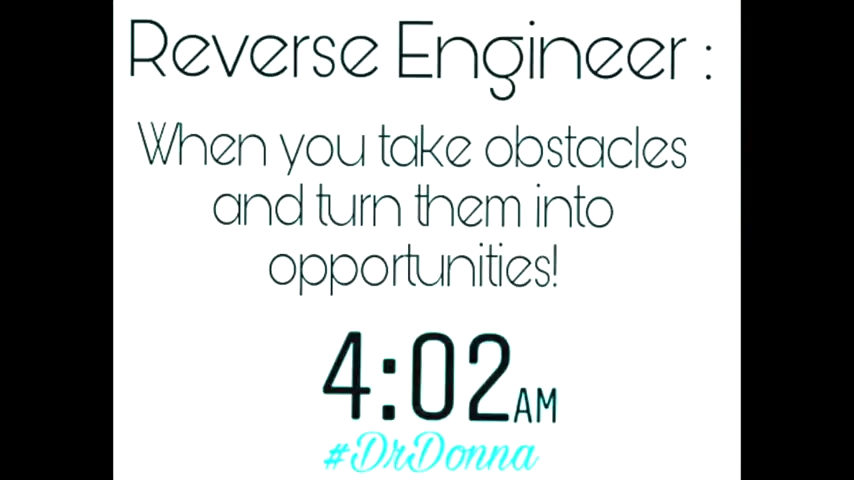 Reverse Engineer :
When you take obstacles
and turn them into
opportunities!
4:02AM
#DrDonna